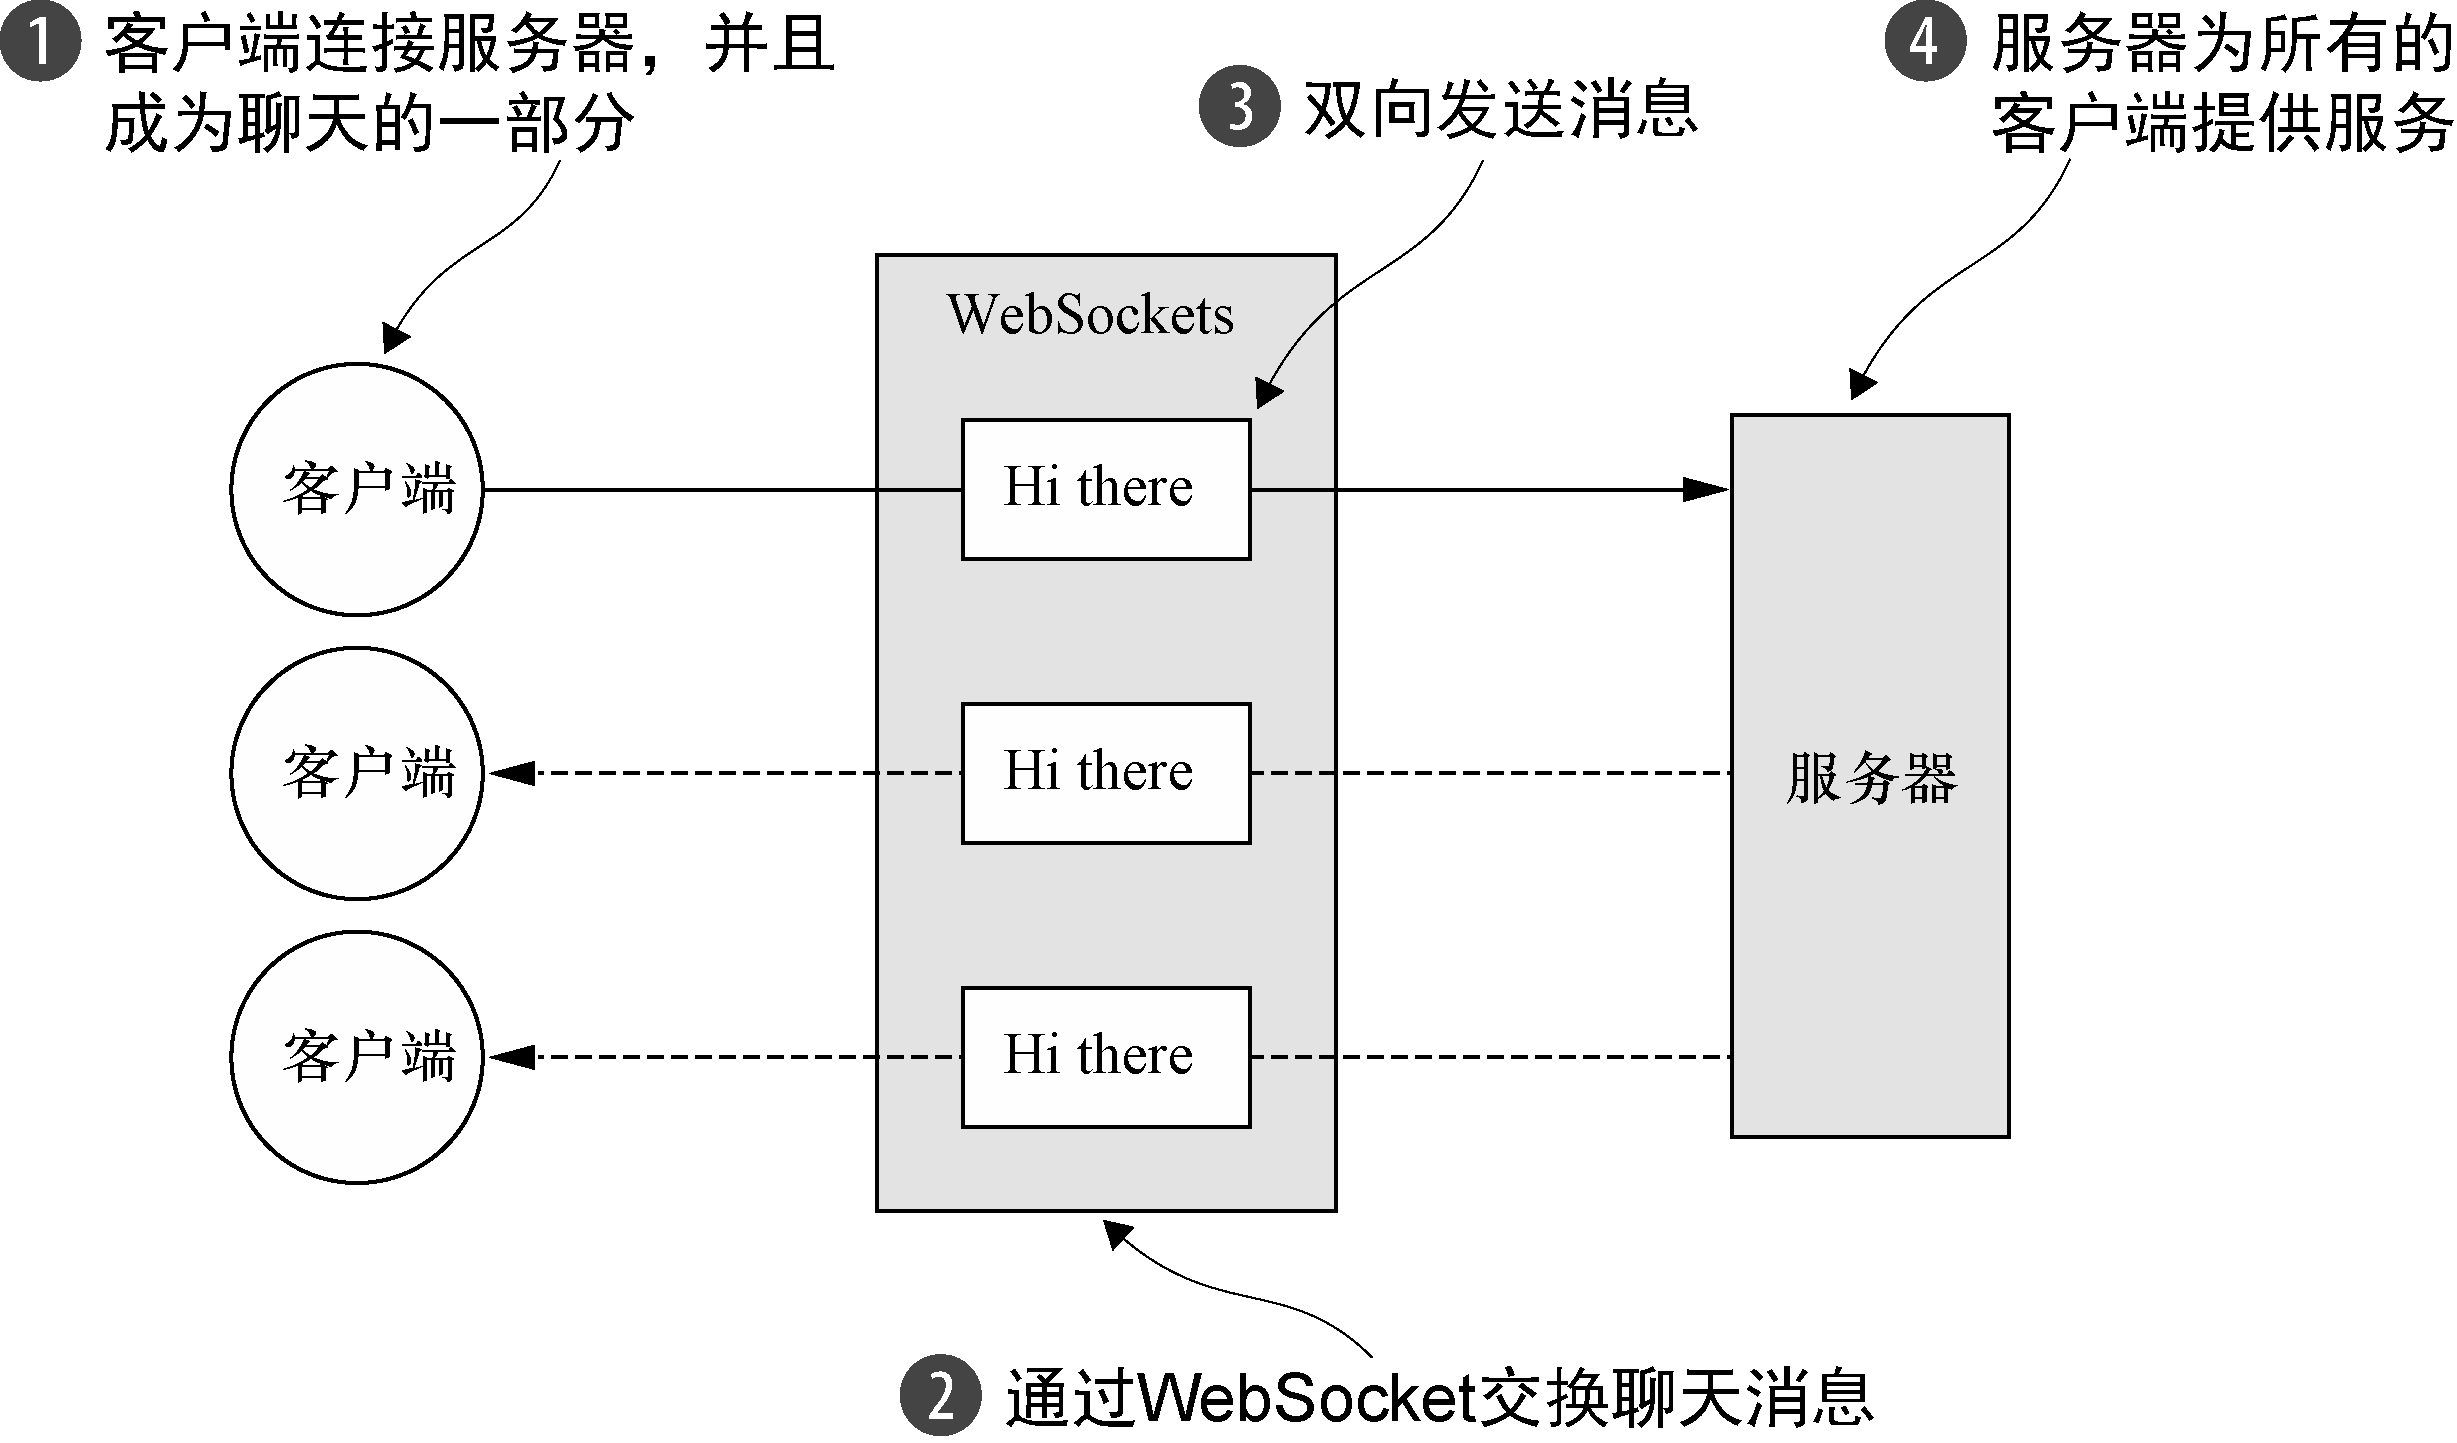 1 客户端连接服务器，并且
成为聊天的一部分
3 双向发送消息
4 服务器为所有的
客户端提供服务
WebSockets
客户端
Hi there
客户端
Hi there
服务器
客户端
Hi there
2 通过WebSocket交换聊天消息